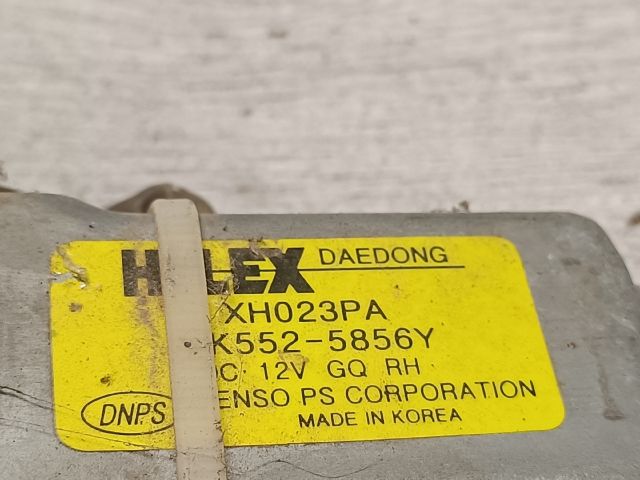 DAEDONG
XH023PA
K552-5856Y
DC 12V GQ RH
ENSO PS CORPORATION
DNPS
MADE IN KOREA